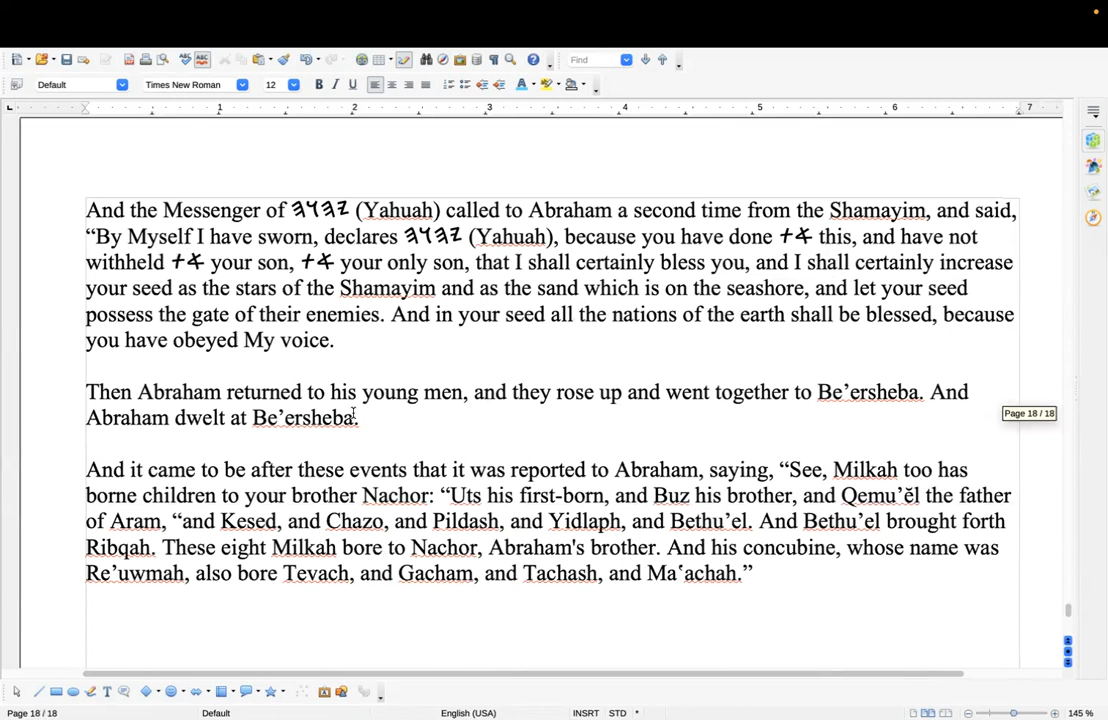 Default
Times New Roman
12
B I U
Find
1 2 3 4 5 6 7
And the Messenger of 𐤉𐤄𐤅𐤄 (Yahuah) called to Abraham a second time from the Shamayim, and said,
“By Myself I have sworn, declares 𐤉𐤄𐤅𐤄 (Yahuah), because you have done 𐤀𐤕 this, and have not
withheld 𐤀𐤕 your son, 𐤀𐤕 your only son, that I shall certainly bless you, and I shall certainly increase
your seed as the stars of the Shamayim and as the sand which is on the seashore, and let your seed
possess the gate of their enemies. And in your seed all the nations of the earth shall be blessed, because
you have obeyed My voice.
Then Abraham returned to his young men, and they rose up and went together to Be’ersheba. And
Abraham dwelt at Be’ersheba.
Page 18 / 18
And it came to be after these events that it was reported to Abraham, saying, “See, Milkah too has
borne children to your brother Nachor: “Uts his first-born, and Buz his brother, and Qemu’ĕl the father
of Aram, “and Kesed, and Chazo, and Pildash, and Yidlaph, and Bethu’el. And Bethu’el brought forth
Ribqah. These eight Milkah bore to Nachor, Abraham's brother. And his concubine, whose name was
Re’uwmah, also bore Tevach, and Gacham, and Tachash, and Maʽachah.”
Page 18 / 18
Default
English (USA)
INSRT
STD
*
145 %